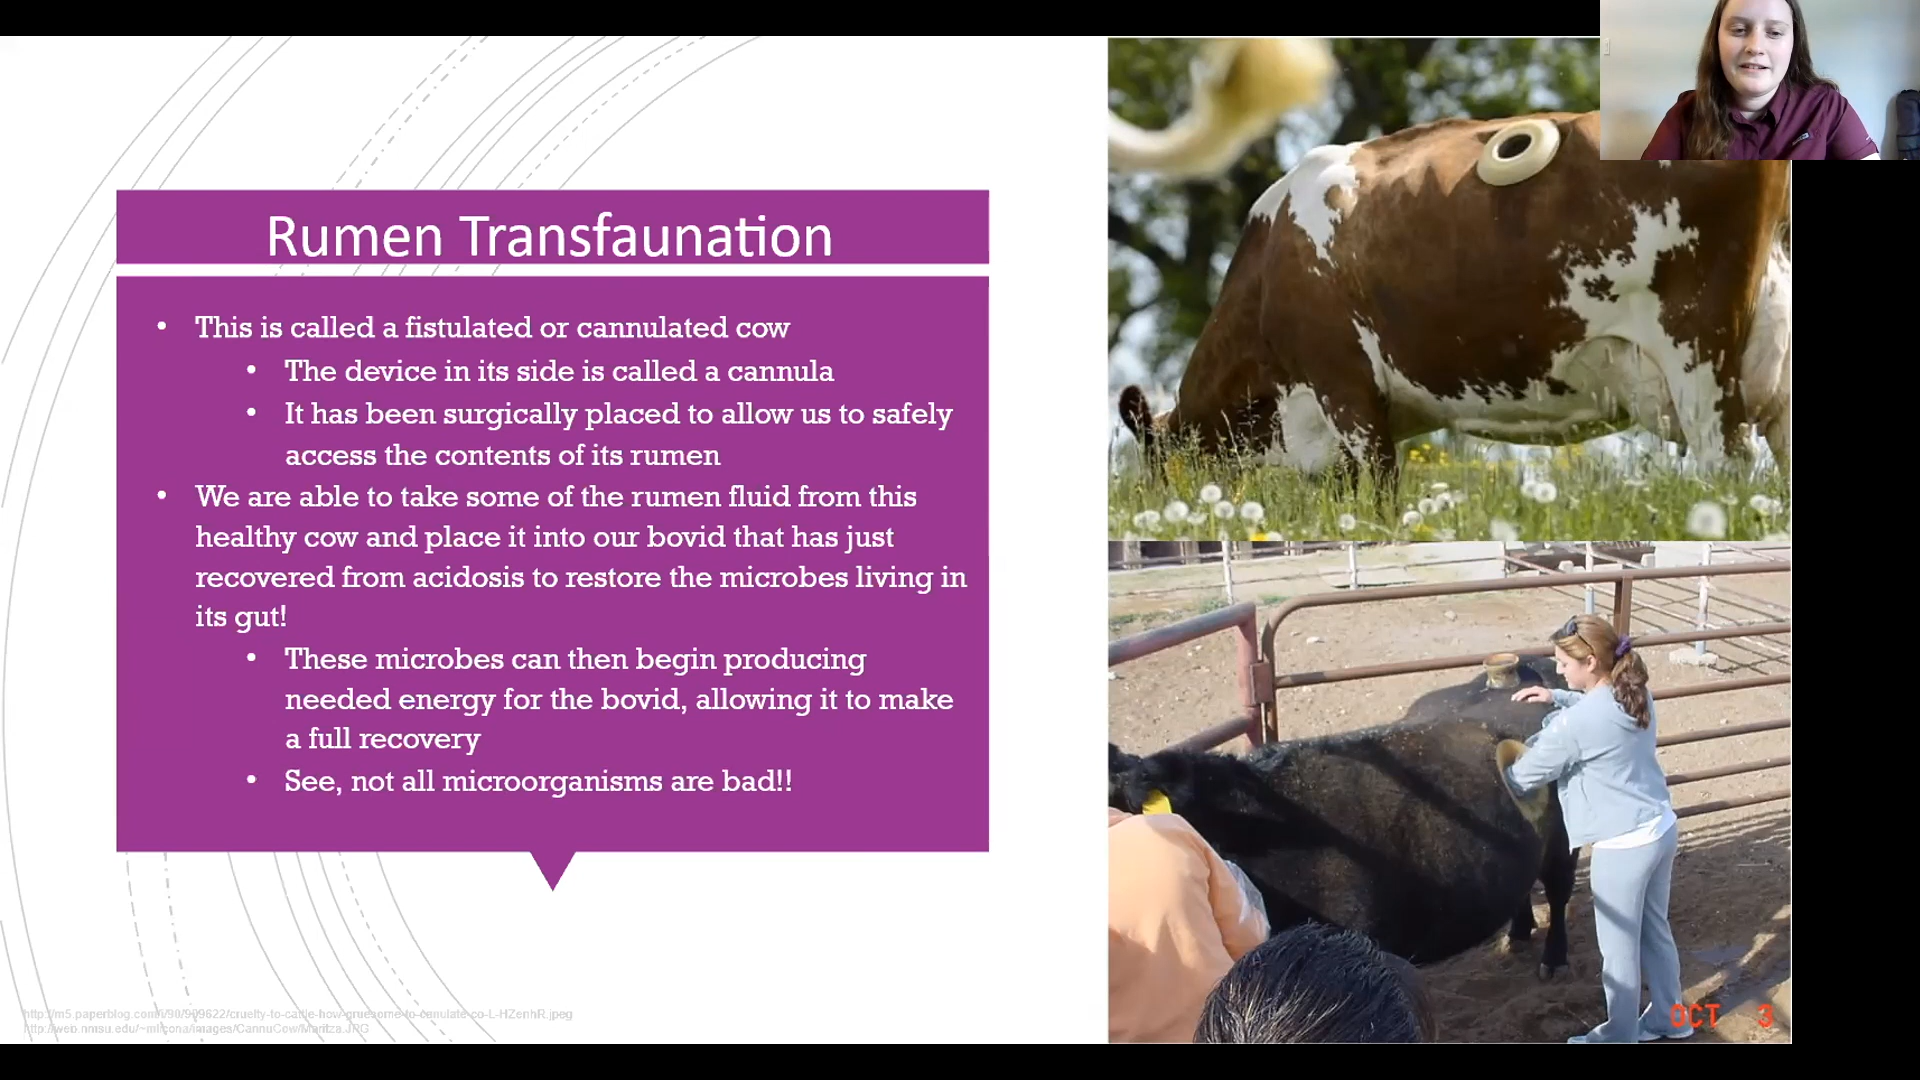 Rumen Transfaunation
• This is called a fistulated or cannulated cow
• The device in its side is called a cannula
• It has been surgically placed to allow us to safely
access the contents of its rumen
• We are able to take some of the rumen fluid from this
healthy cow and place it into our bovid that has just
recovered from acidosis to restore the microbes living in
its gut!
• These microbes can then begin producing
needed energy for the bovid, allowing it to make
a full recovery
• See, not all microorganisms are bad!!
OCT 3